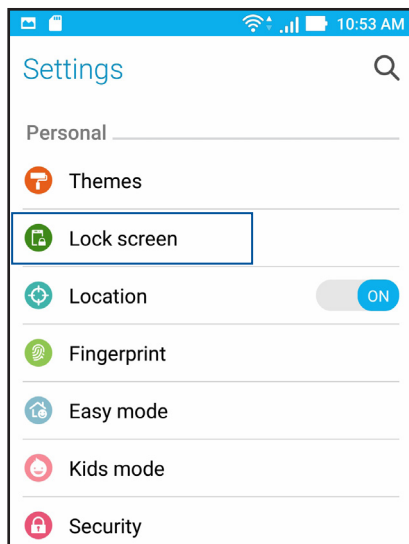 10:53 AM
Settings
Personal
Themes
Lock screen
Location
ON
Fingerprint
Easy mode
Kids mode
Security